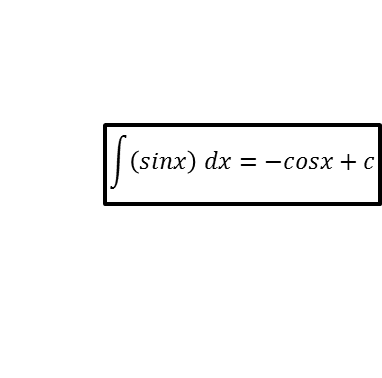 ∫(sinx) dx = −cosx + c